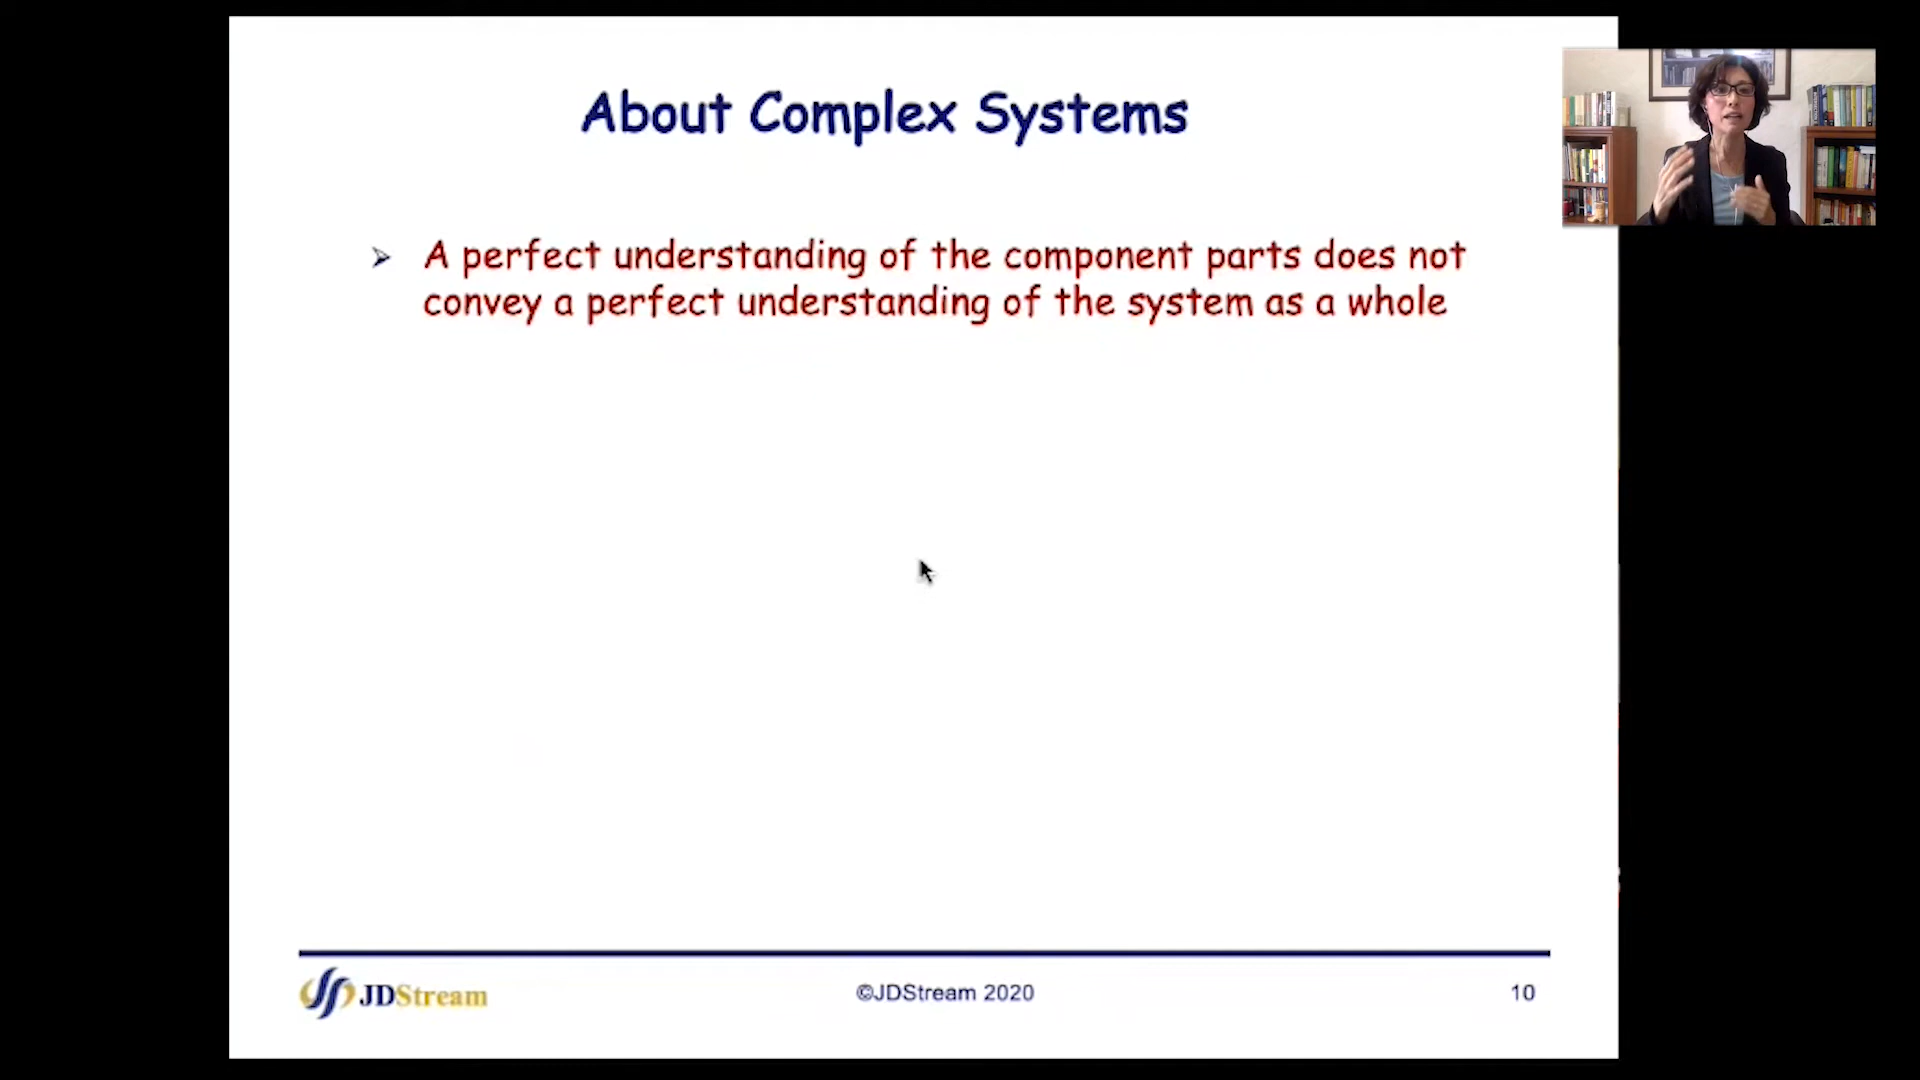 About Complex Systems
➢ A perfect understanding of the component parts does not
convey a perfect understanding of the system as a whole
JDStream
©JDStream 2020
10